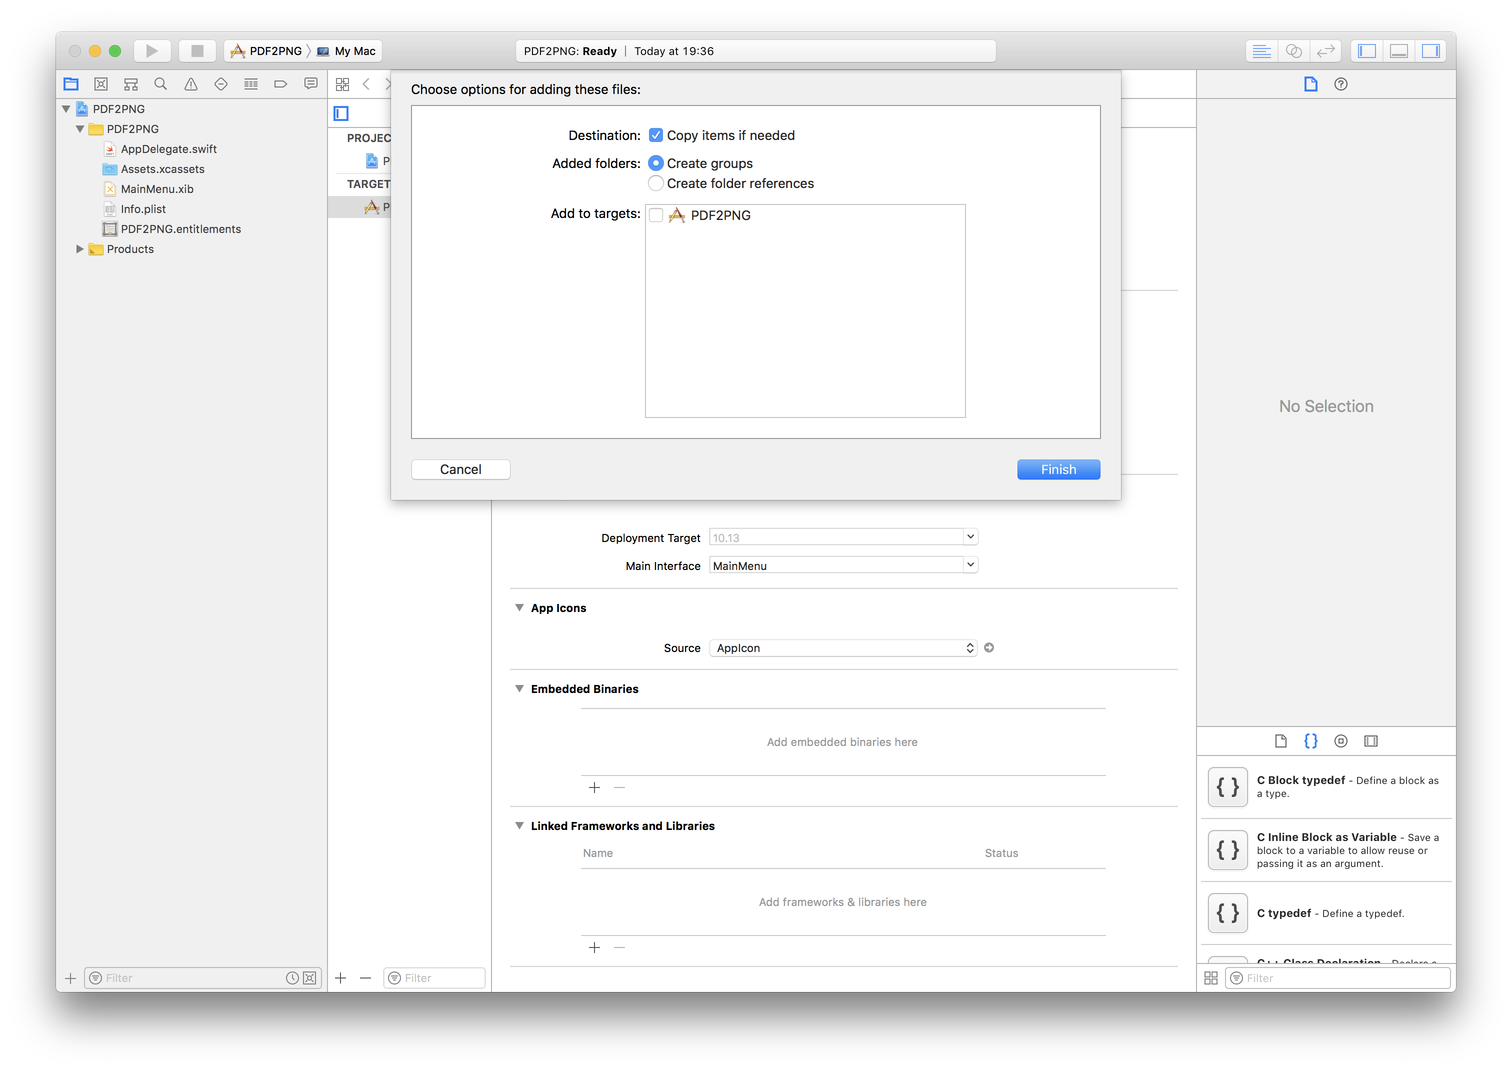 PDF2PNG
My Mac
PDF2PNG: Ready | Today at 19:36
Choose options for adding these files:
Destination: Copy items if needed
Added folders: Create groups
Create folder references
Add to targets: PDF2PNG
Cancel
Finish
PDF2PNG
PDF2PNG
AppDelegate.swift
Assets.xcassets
MainMenu.xib
Info.plist
PDF2PNG.entitlements
Products
PROJEC
P
TARGET
P
Deployment Target 10.13
Main Interface MainMenu
App Icons
Source AppIcon
Embedded Binaries
Add embedded binaries here
Linked Frameworks and Libraries
Name Status
Add frameworks & libraries here
No Selection
{ } C Block typedef - Define a block as
a type.
{ } C Inline Block as Variable - Save a
block to a variable to allow reuse or
passing it as an argument.
{ } C typedef - Define a typedef.
C++ Class Declaration - Declare a
Filter
Filter
Filter